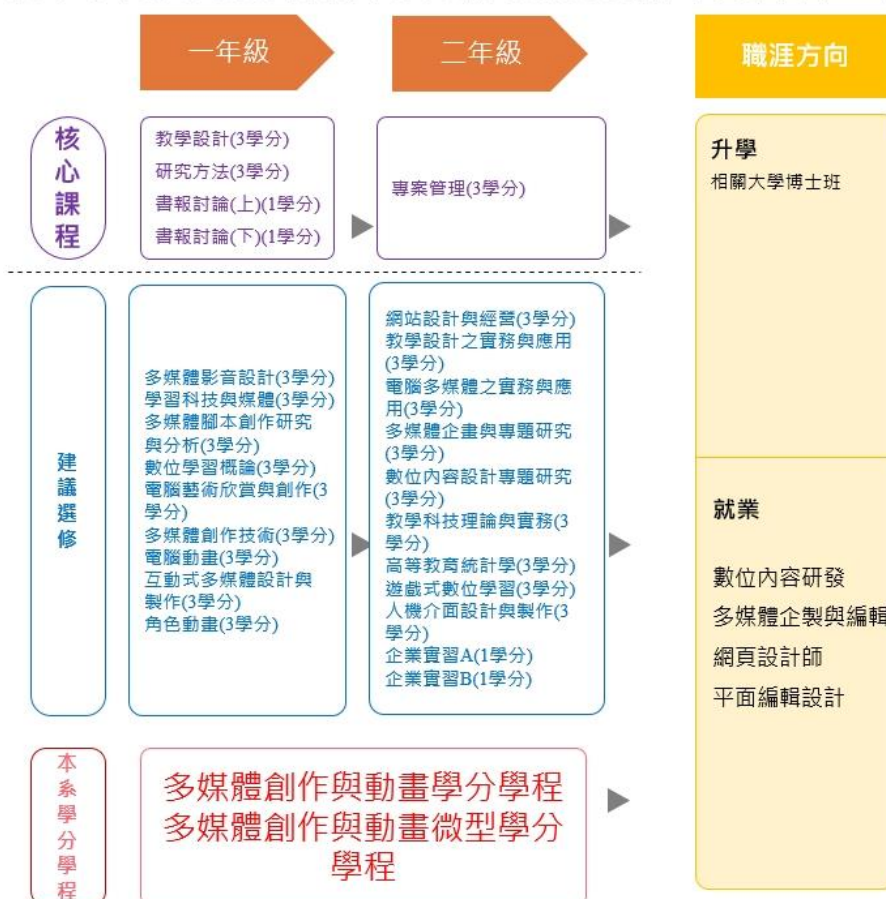 一年級
二年級
職涯方向
核心課程
教學設計(3學分)
研究方法(3學分)
書報討論(上)(1學分)
書報討論(下)(1學分)
專案管理(3學分)
升學
相關大學博士班
建議選修
多媒體影音設計(3學分)
學習科技與媒體(3學分)
多媒體腳本創作研究
與分析(3學分)
數位學習概論(3學分)
電腦藝術欣賞與創作(3
學分)
多媒體創作技術(3學分)
電腦動畫(3學分)
互動式多媒體設計與
製作(3學分)
角色動畫(3學分)
網站設計與經營(3學分)
教學設計之實務與應用
(3學分)
電腦多媒體之實務與應
用(3學分)
多媒體企畫與專題研究
(3學分)
數位內容設計專題研究
(3學分)
教學科技理論與實務(3
學分)
高等教育統計學(3學分)
遊戲式數位學習(3學分)
人機介面設計與製作(3
學分)
企業實習A(1學分)
企業實習B(1學分)
就業
數位內容研發
多媒體企製與編輯
網頁設計師
平面編輯設計
本系學分學程
多媒體創作與動畫學分學程
多媒體創作與動畫微型學分
學程